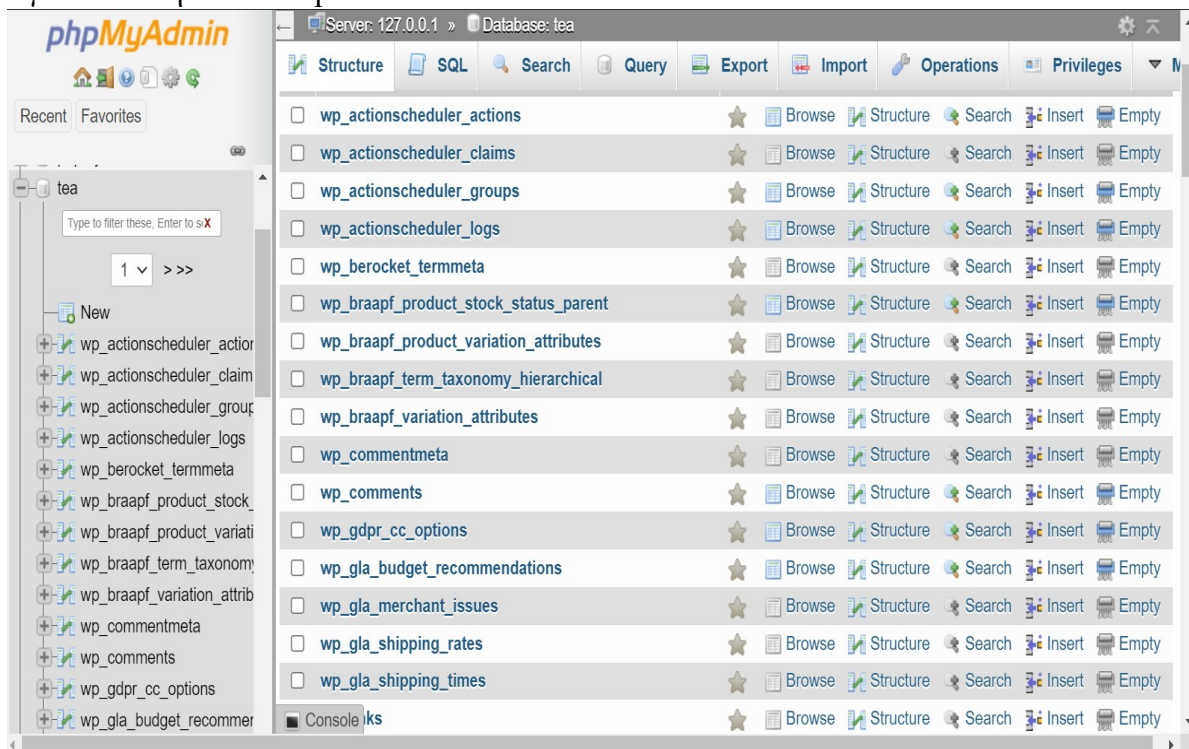 phpMyAdmin
Recent Favorites
tea
Type to filter these, Enter to s X
1 > >>
New
wp_actionscheduler_action
wp_actionscheduler_claim
wp_actionscheduler_group
wp_actionscheduler_logs
wp_berocket_termmeta
wp_braapf_product_stock_
wp_braapf_product_variati
wp_braapf_term_taxonomy
wp_braapf_variation_attrib
wp_commentmeta
wp_comments
wp_gdpr_cc_options
wp_gla_budget_recommer
Server: 127.0.0.1 » Database: tea
Structure SQL Search Query Export Import Operations Privileges
wp_actionscheduler_actions Browse Structure Search Insert Empty
wp_actionscheduler_claims Browse Structure Search Insert Empty
wp_actionscheduler_groups Browse Structure Search Insert Empty
wp_actionscheduler_logs Browse Structure Search Insert Empty
wp_berocket_termmeta Browse Structure Search Insert Empty
wp_braapf_product_stock_status_parent Browse Structure Search Insert Empty
wp_braapf_product_variation_attributes Browse Structure Search Insert Empty
wp_braapf_term_taxonomy_hierarchical Browse Structure Search Insert Empty
wp_braapf_variation_attributes Browse Structure Search Insert Empty
wp_commentmeta Browse Structure Search Insert Empty
wp_comments Browse Structure Search Insert Empty
wp_gdpr_cc_options Browse Structure Search Insert Empty
wp_gla_budget_recommendations Browse Structure Search Insert Empty
wp_gla_merchant_issues Browse Structure Search Insert Empty
wp_gla_shipping_rates Browse Structure Search Insert Empty
wp_gla_shipping_times Browse Structure Search Insert Empty
Console ks Browse Structure Search Insert Empty